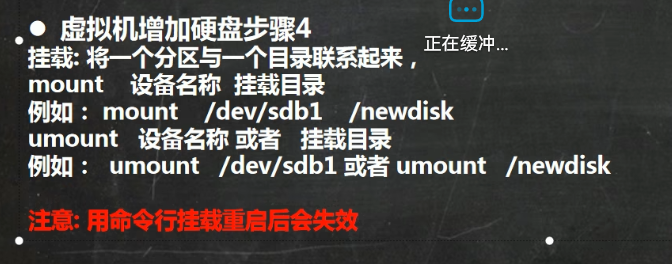 ● 虚拟机增加硬盘步骤4
正在缓冲...
挂载: 将一个分区与一个目录联系起来，
mount 设备名称 挂载目录
例如： mount /dev/sdb1 /newdisk
umount 设备名称 或者 挂载目录
例如： umount /dev/sdb1 或者 umount /newdisk
注意: 用命令行挂载重启后会失效